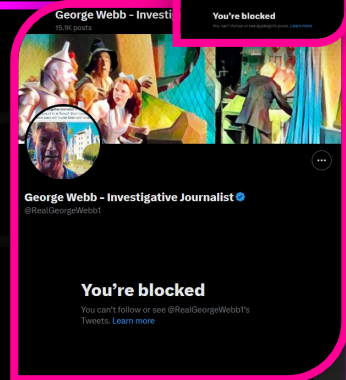 George Webb - Investig
15.1K posts
You're blocked
George Webb - Investigative Journalist
@RealGeorgeWebb1
You're blocked
You can't follow or see @RealGeorgeWebb1's
Tweets. Learn more